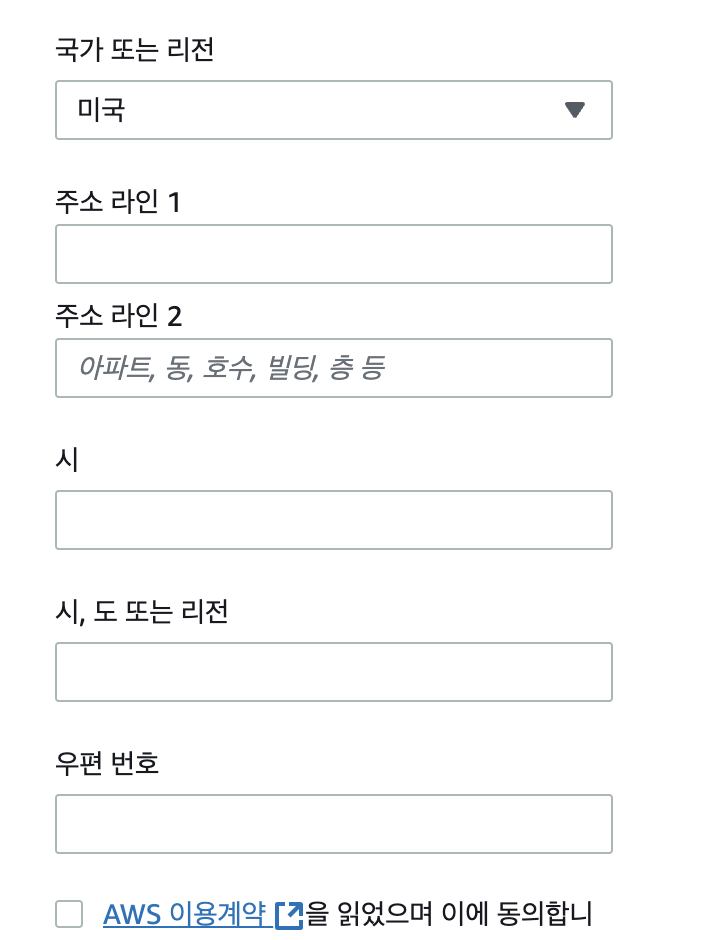 국가 또는 리전
미국
주소 라인 1
주소 라인 2
아파트, 동, 호수, 빌딩, 층 등
시
시, 도 또는 리전
우편 번호
AWS 이용계약 을 읽었으며 이에 동의합니